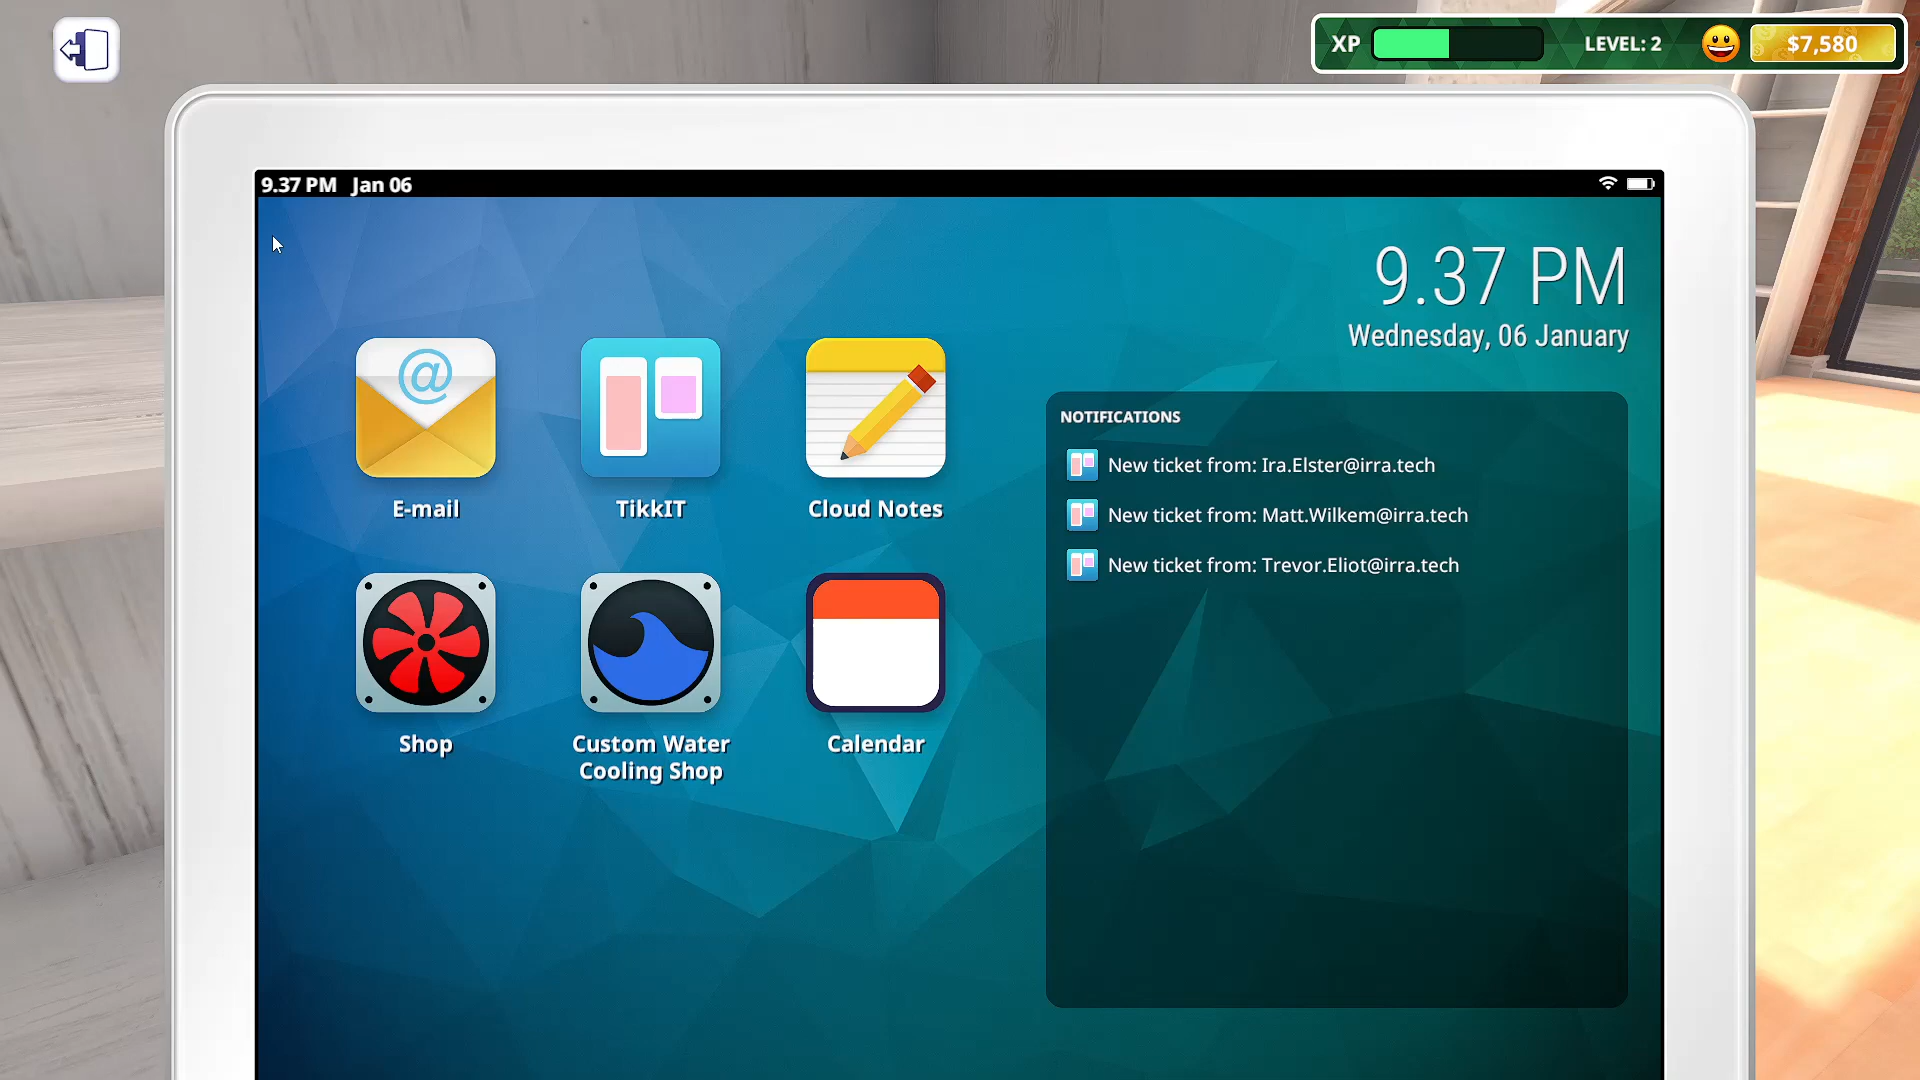 XP
LEVEL: 2
$7,580
9.37 PM Jan 06
9.37 PM
Wednesday, 06 January
@
E-mail
TikkIT
Cloud Notes
Shop
Custom Water
Cooling Shop
Calendar
NOTIFICATIONS
New ticket from: Ira.Elster@irra.tech
New ticket from: Matt.Wilkem@irra.tech
New ticket from: Trevor.Eliot@irra.tech